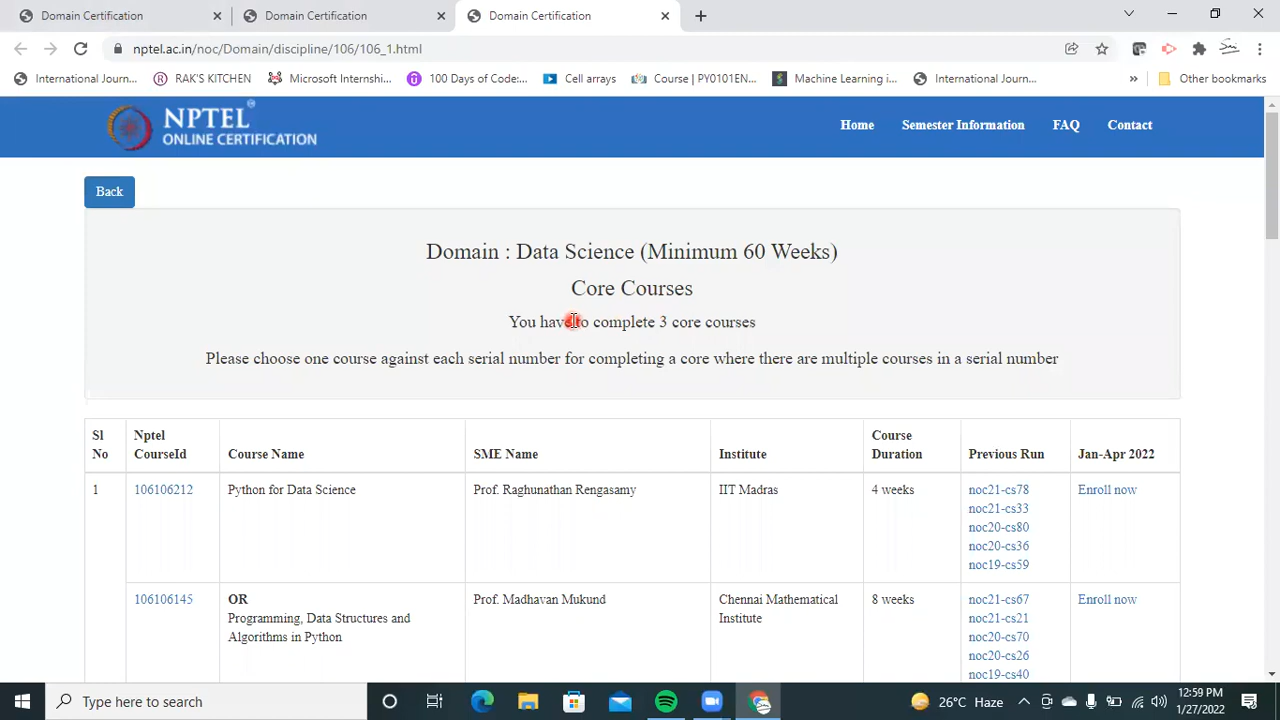 Domain Certification
Domain Certification
Domain Certification
nptel.ac.in/noc/Domain/discipline/106/106_1.html
International Journ...
RAK'S KITCHEN
Microsoft Internshi...
100 Days of Code:...
Cell arrays
Course | PY0101EN...
Machine Learning i...
International Journ...
»
Other bookmarks
NPTEL®
ONLINE CERTIFICATION
Home
Semester Information
FAQ
Contact
Back
Domain : Data Science (Minimum 60 Weeks)
Core Courses
You have to complete 3 core courses
Please choose one course against each serial number for completing a core where there are multiple courses in a serial number
Sl No
Nptel CourseId
Course Name
SME Name
Institute
Course Duration
Previous Run
Jan-Apr 2022
1
106106212
Python for Data Science
Prof. Raghunathan Rengasamy
IIT Madras
4 weeks
noc21-cs78
noc21-cs33
noc20-cs80
noc20-cs36
noc19-cs59
Enroll now
106106145
OR
Programming, Data Structures and
Algorithms in Python
Prof. Madhavan Mukund
Chennai Mathematical
Institute
8 weeks
noc21-cs67
noc21-cs21
noc20-cs70
noc20-cs26
noc19-cs40
Enroll now
Type here to search
26°C Haze
12:59 PM
1/27/2022